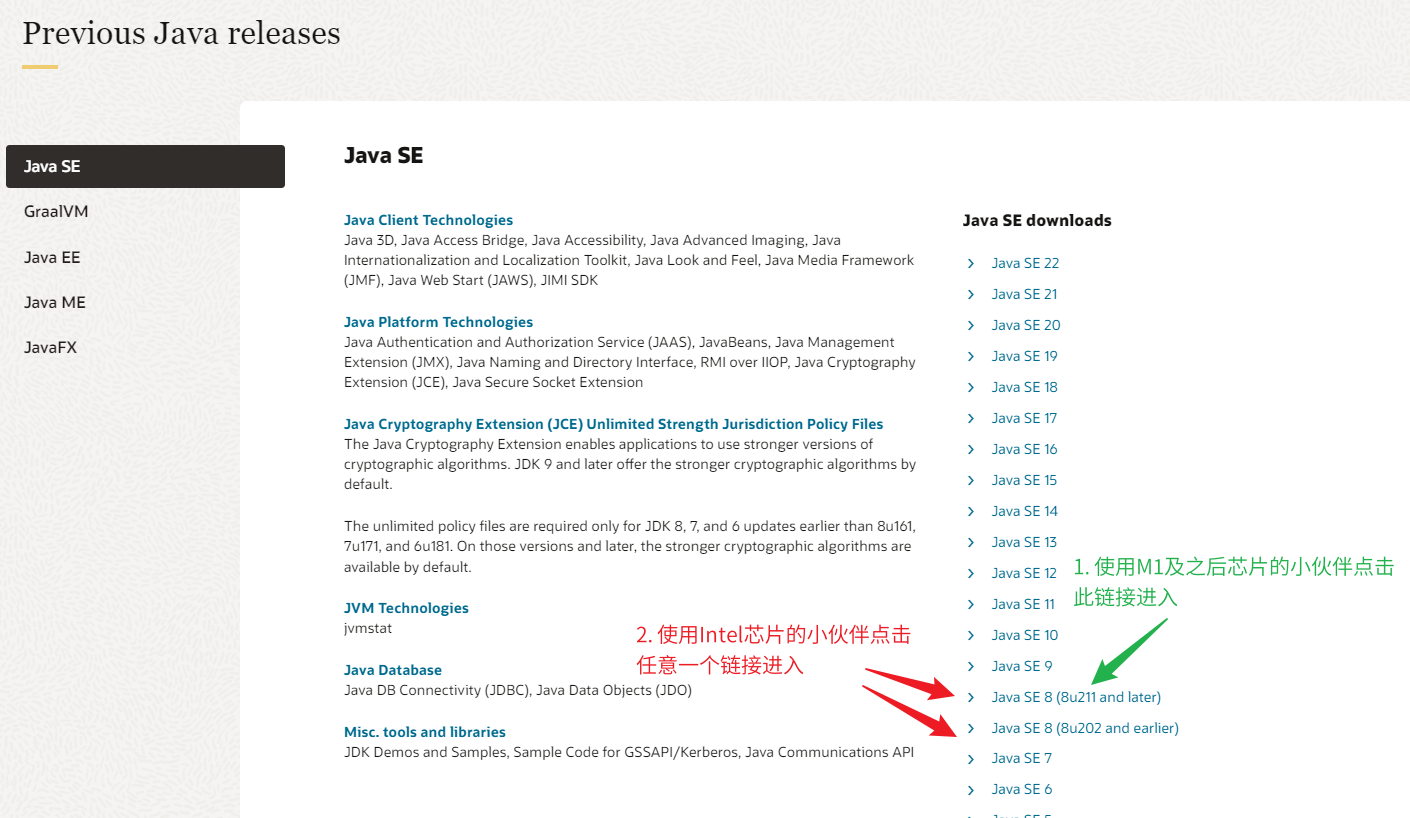 Previous Java releases
Java SE
GraalVM
Java EE
Java ME
JavaFX
Java SE
Java Client Technologies
Java 3D, Java Access Bridge, Java Accessibility, Java Advanced Imaging, Java
Internationalization and Localization Toolkit, Java Look and Feel, Java Media Framework
(JMF), Java Web Start (JAWS), JIMI SDK
Java Platform Technologies
Java Authentication and Authorization Service (JAAS), JavaBeans, Java Management
Extension (JMX), Java Naming and Directory Interface, RMI over IIOP, Java Cryptography
Extension (JCE), Java Secure Socket Extension
Java Cryptography Extension (JCE) Unlimited Strength Jurisdiction Policy Files
The Java Cryptography Extension enables applications to use stronger versions of
cryptographic algorithms. JDK 9 and later offer the stronger cryptographic algorithms by
default.
The unlimited policy files are required only for JDK 8, 7, and 6 updates earlier than 8u161,
7u171, and 6u181. On those versions and later, the stronger cryptographic algorithms are
available by default.
JVM Technologies
jvmstat
Java Database
Java DB Connectivity (JDBC), Java Data Objects (JDO)
Misc. tools and libraries
JDK Demos and Samples, Sample Code for GSSAPI/Kerberos, Java Communications API
2. 使用Intel芯片的小伙伴点击
任意一个链接进入
Java SE downloads
Java SE 22
Java SE 21
Java SE 20
Java SE 19
Java SE 18
Java SE 17
Java SE 16
Java SE 15
Java SE 14
Java SE 13
Java SE 12
Java SE 11
Java SE 10
Java SE 9
Java SE 8 (8u211 and later)
Java SE 8 (8u202 and earlier)
Java SE 7
Java SE 6
1. 使用M1及之后芯片的小伙伴点击
此链接进入